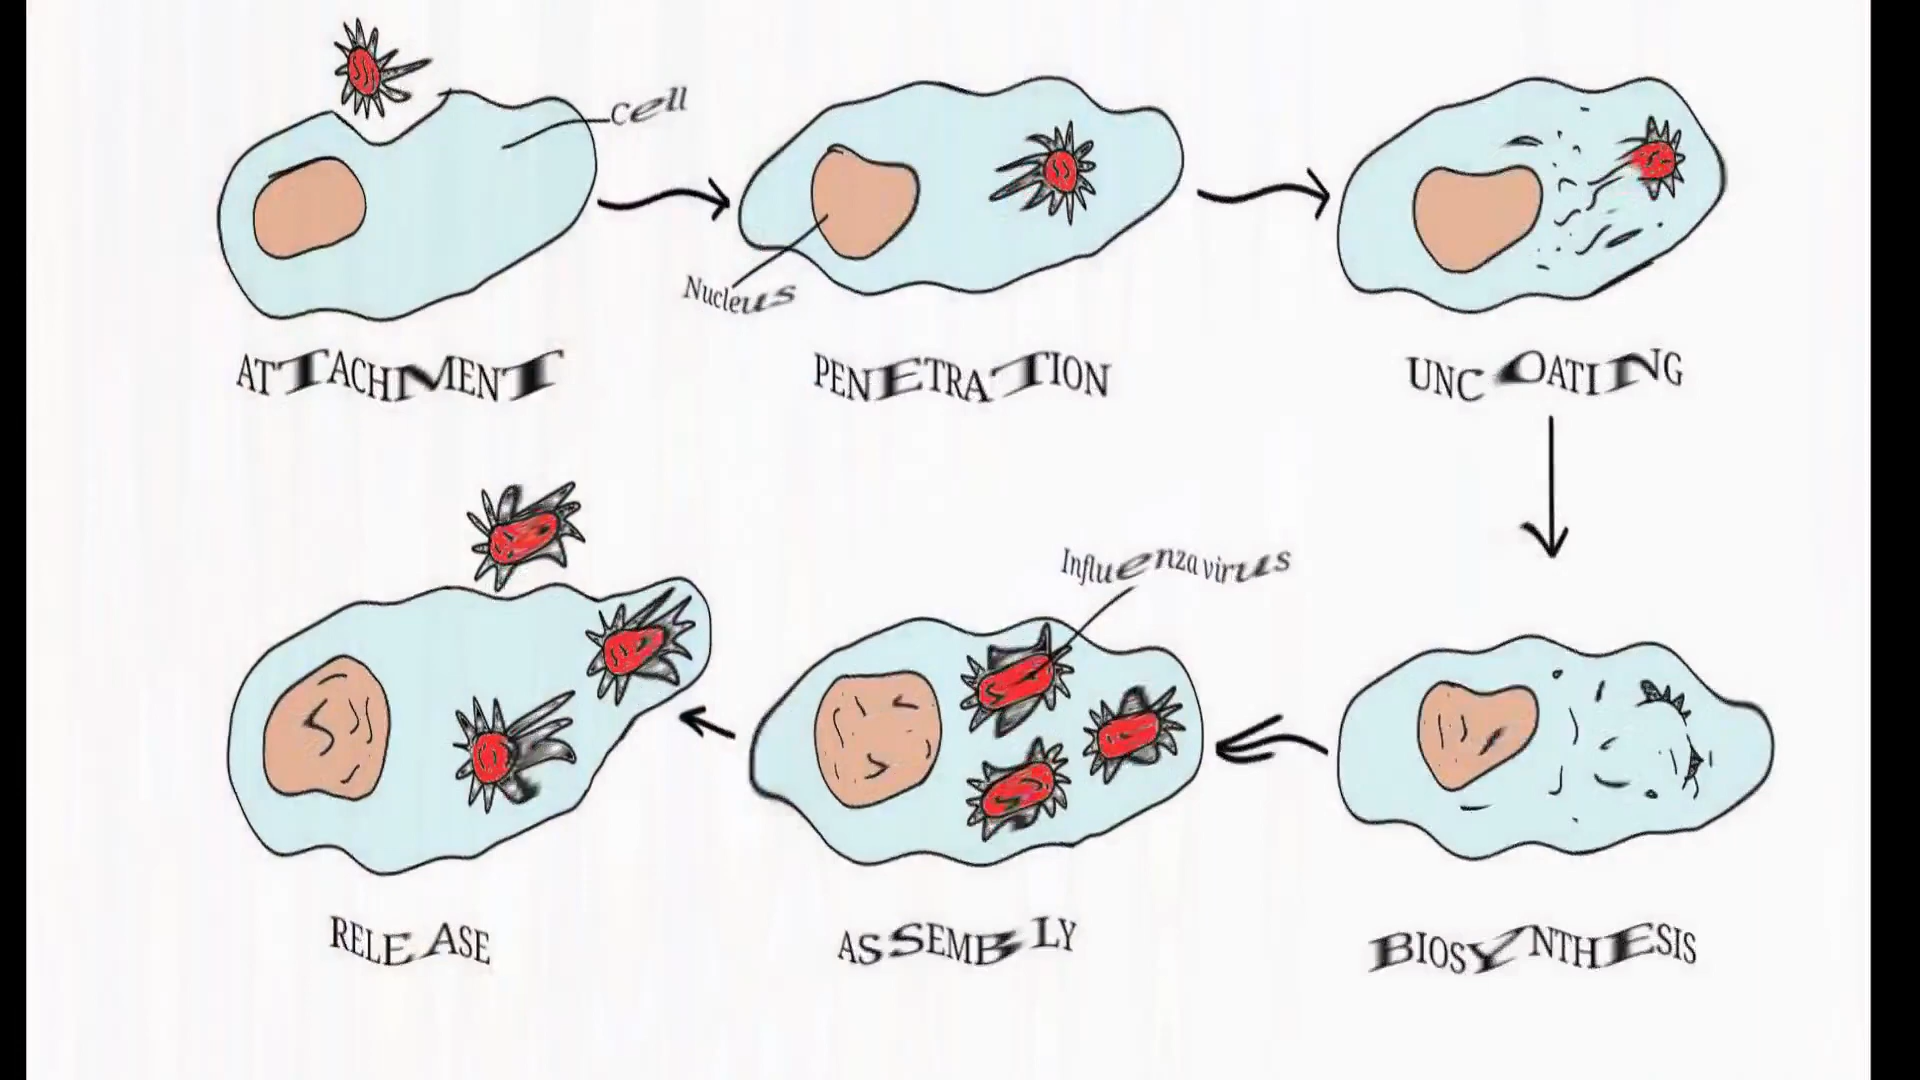 Cell
Nucleus
ATTACHMENT
PENETRATION
UNCOATING
Influenza virus
RELEASE
ASSEMBLY
BIOSYNTHESIS